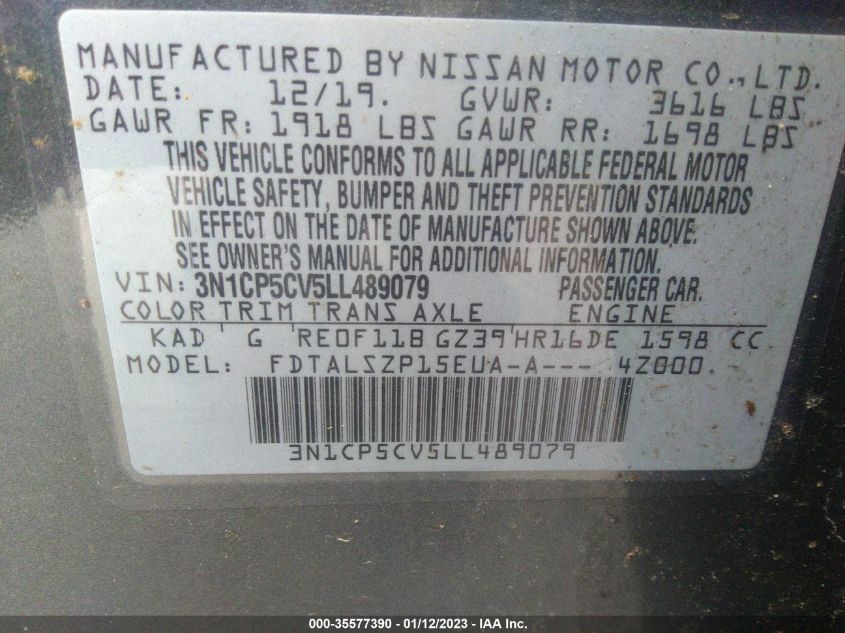 MANUFACTURED BY NISSAN MOTOR CO., LTD.
DATE: 12/19. GVWR: 3616 LBS
GAWR FR: 1918 LBS GAWR RR: 1698 LBS
THIS VEHICLE CONFORMS TO ALL APPLICABLE FEDERAL MOTOR
VEHICLE SAFETY, BUMPER AND THEFT PREVENTION STANDARDS
IN EFFECT ON THE DATE OF MANUFACTURE SHOWN ABOVE.
SEE OWNER'S MANUAL FOR ADDITIONAL INFORMATION.
VIN: 3N1CP5CV5LL489079 PASSENGER CAR.
COLOR TRIM TRANS AXLE ENGINE
KAD G RE0F11B GZ39 HR16DE 1598 CC
MODEL: FDTALSZP15EUA-A--- 4Z000.
3N1CP5CV5LL489079
000-35577390 - 01/12/2023 - IAA Inc.